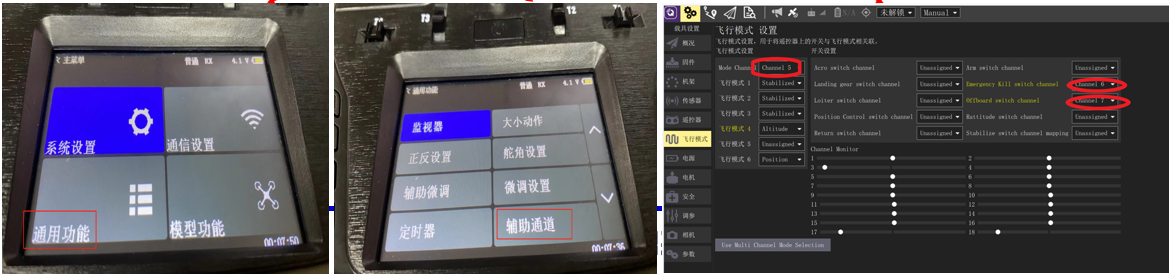 主菜单
普通 RX 4.1 V
系统设置
通信设置
通用功能
模型功能
00:07:50
T3
T2
通用功能
普通 RX 4.1 V
监视器
大小动作
正反设置
舵角设置
辅助微调
微调设置
定时器
辅助通道
00:07:36
N/A
未解锁
Manual
载具设置
概况
固件
机架
传感器
遥控器
飞行模式
电源
电机
安全
调参
相机
参数
飞行模式 设置
飞行模式设置，用于将遥控器上的开关与飞行模式相关联。
飞行模式设置
开关设置
Mode Channel
Channel 5
飞行模式 1
Stabilized
飞行模式 2
Stabilized
飞行模式 3
Stabilized
飞行模式 4
Altitude
飞行模式 5
Unassigned
飞行模式 6
Position
Acro switch channel
Unassigned
Arm switch channel
Unassigned
Landing gear switch channel
Unassigned
Emergency Kill switch channel
Channel 6
Loiter switch channel
Unassigned
Offboard switch channel
Channel 7
Position Control switch channel
Unassigned
Rattitude switch channel
Unassigned
Return switch channel
Unassigned
Stabilize switch channel mapping
Unassigned
Channel Monitor
1
2
3
4
5
6
7
8
9
10
11
12
13
14
15
16
17
18
Use Multi Channel Mode Selection